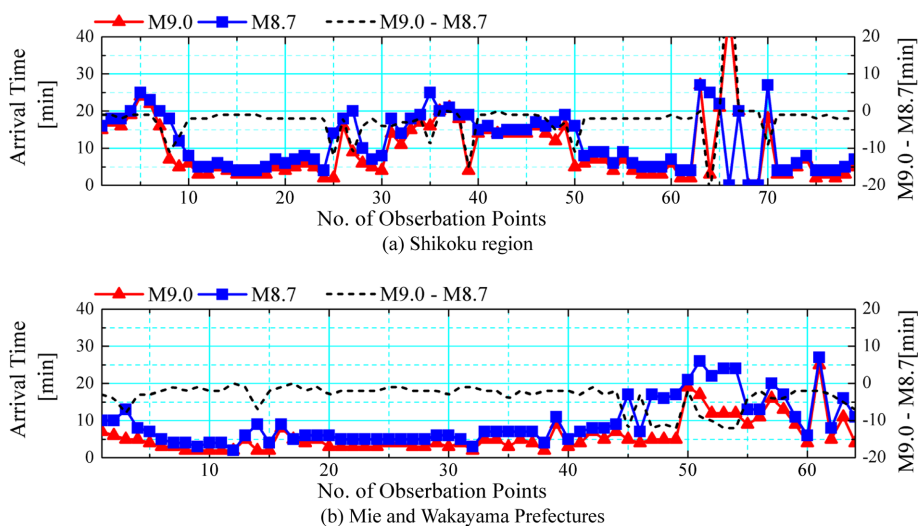 M9.0 M8.7 M9.0 - M8.7
40 20
30 10
20 0
10 -10
0 -20
10 20 30 40 50 60 70
Arrival Time
[min]
M9.0 - M8.7[min]
No. of Obserbation Points
(a) Shikoku region
M9.0 M8.7 M9.0 - M8.7
40 20
30 10
20 0
10 -10
0 -20
10 20 30 40 50 60
Arrival Time
[min]
M9.0 - M8.7[min]
No. of Obserbation Points
(b) Mie and Wakayama Prefectures